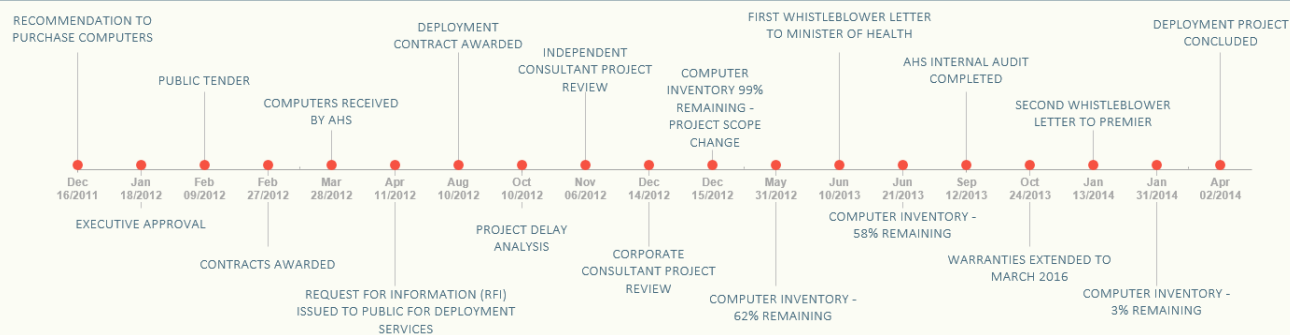 RECOMMENDATION TO
PURCHASE COMPUTERS
PUBLIC TENDER
COMPUTERS RECEIVED
BY AHS
DEPLOYMENT
CONTRACT AWARDED
INDEPENDENT
CONSULTANT PROJECT
REVIEW
COMPUTER
INVENTORY 99%
REMAINING -
PROJECT SCOPE
CHANGE
FIRST WHISTLEBLOWER LETTER
TO MINISTER OF HEALTH
AHS INTERNAL AUDIT
COMPLETED
SECOND WHISTLEBLOWER
LETTER TO PREMIER
DEPLOYMENT PROJECT
CONCLUDED
Dec
16/2011
Jan
18/2012
Feb
09/2012
Feb
27/2012
Mar
28/2012
Apr
11/2012
Aug
10/2012
Oct
10/2012
Nov
06/2012
Dec
14/2012
Dec
15/2012
May
31/2012
Jun
10/2013
Jun
21/2013
Sep
12/2013
Oct
24/2013
Jan
13/2014
Jan
31/2014
Apr
02/2014
EXECUTIVE APPROVAL
CONTRACTS AWARDED
REQUEST FOR INFORMATION (RFI)
ISSUED TO PUBLIC FOR DEPLOYMENT
SERVICES
PROJECT DELAY
ANALYSIS
CORPORATE
CONSULTANT PROJECT
REVIEW
COMPUTER INVENTORY -
62% REMAINING
COMPUTER INVENTORY -
58% REMAINING
WARRANTIES EXTENDED TO
MARCH 2016
COMPUTER INVENTORY -
3% REMAINING